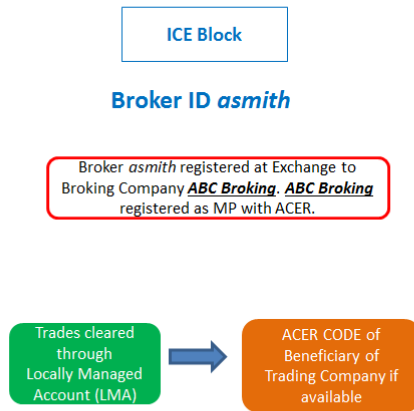 ICE Block
Broker ID asmith
Broker asmith registered at Exchange to
Broking Company ABC Broking. ABC Broking
registered as MP with ACER.
Trades cleared
through
Locally Managed
Account (LMA)
ACER CODE of
Beneficiary of
Trading Company if
available